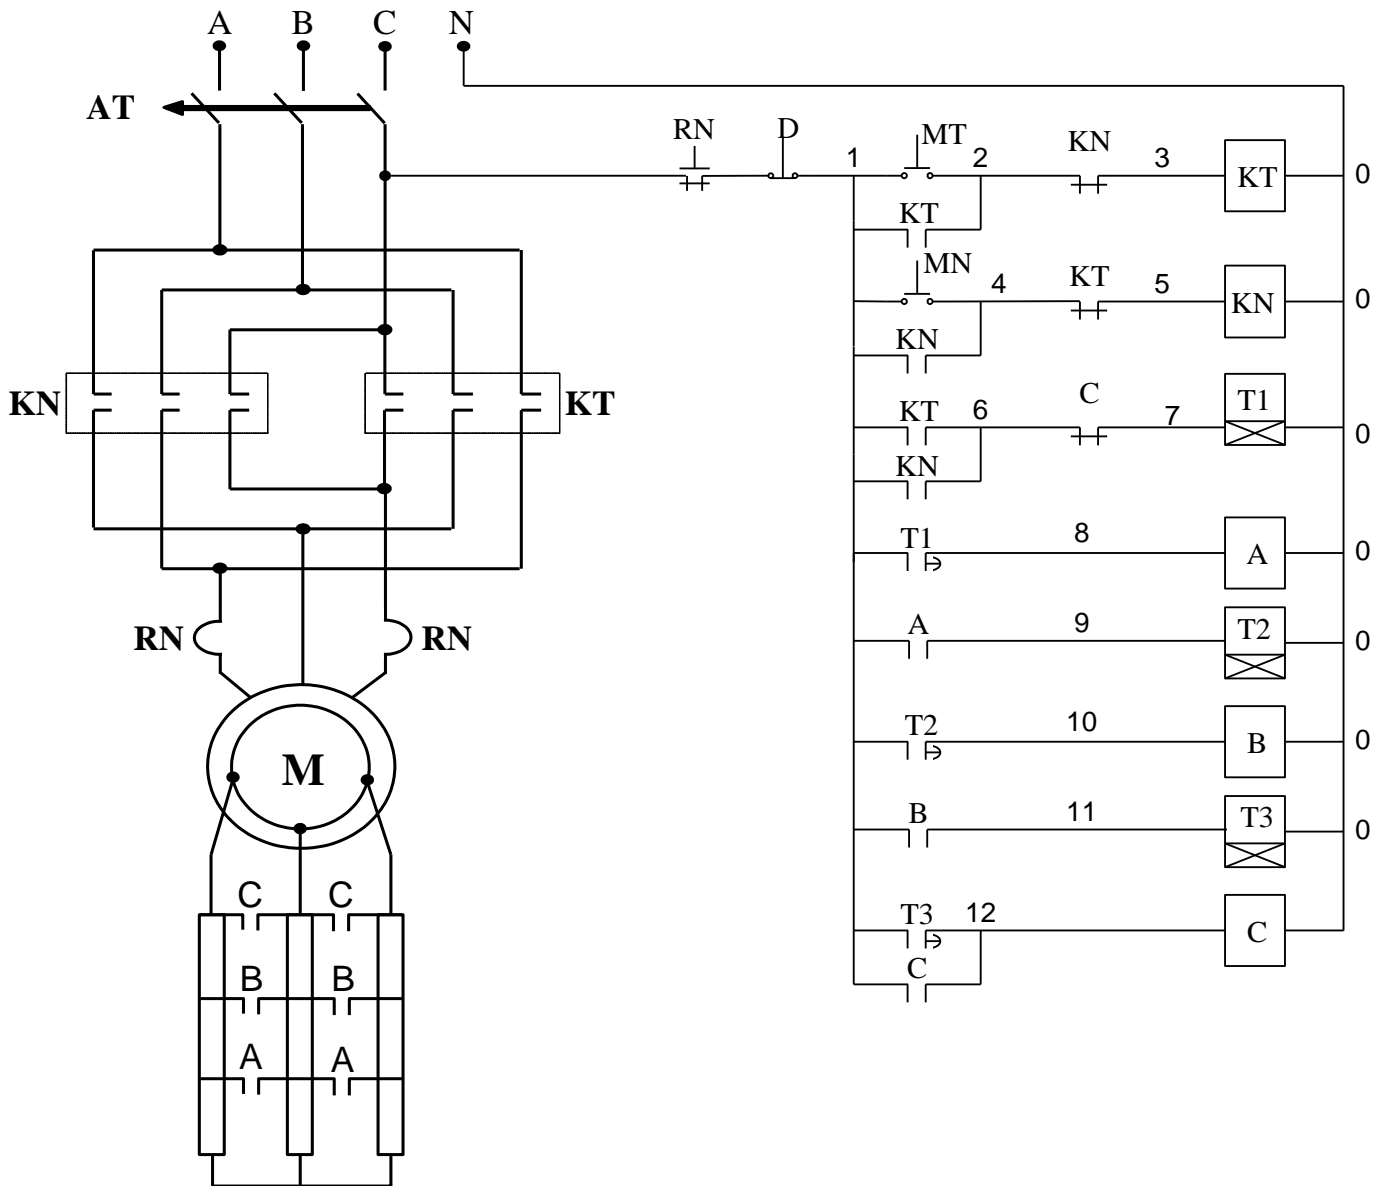 A B C N
AT
RN D 1 MT 2 KN 3 KT 0
KT
MN 4 KT 5 KN 0
KN
KN KT
KT 6 C 7 T1 0
KN
T1 8 A 0
RN RN
A 9 T2 0
M
T2 10 B 0
B 11 T3 0
C C
T3 12 C
C
B B
A A